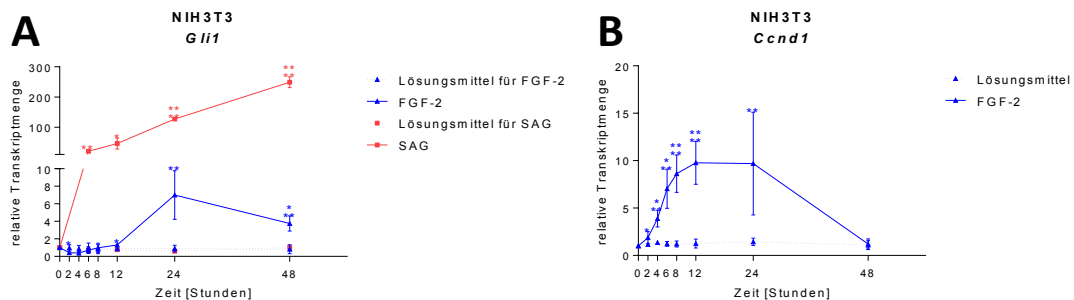 A
NIH3T3
Gli1
relative Transkriptmenge
300
200
100
10
8
6
4
2
0
0 2 4 6 8 12 24 48
Zeit [Stunden]
* ** * * ** ** ** ** ** * **
Lösungsmittel für FGF-2
FGF-2
Lösungsmittel für SAG
SAG
B
NIH3T3
Ccnd1
relative Transkriptmenge
20
15
10
5
0
0 2 4 6 8 12 24 48
Zeit [Stunden]
* * ** * ** ** ** ** ** **
Lösungsmittel
FGF-2